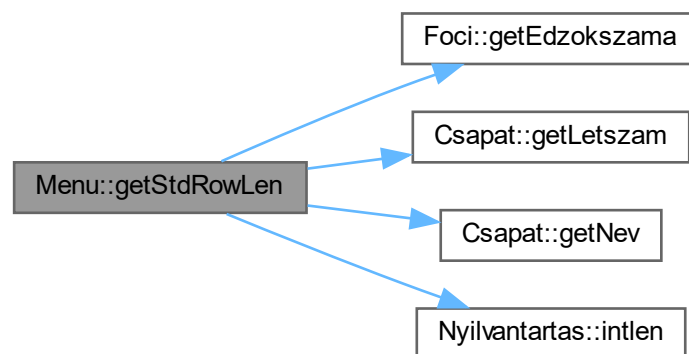 Foci::getEdzokszama
Csapat::getLetszam
Menu::getStdRowLen
Csapat::getNev
Nyilvantartas::intlen